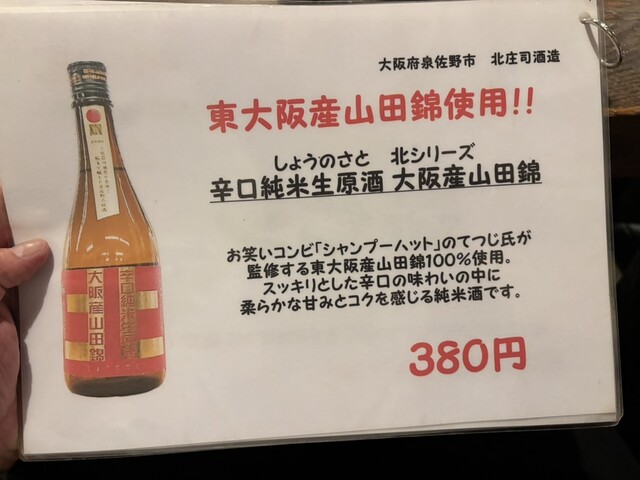 大阪府泉佐野市 北庄司酒造
東大阪産山田錦使用!!
しょうのさと 北シリーズ
辛口純米生原酒 大阪産山田錦
お笑いコンビ「シャンプーハット」のてつじ氏が
監修する東大阪産山田錦100%使用。
スッキリとした辛口の味わいの中に
柔らかな甘みとコクを感じる純米酒です。
380円
辛口純米生原酒
大阪産山田錦